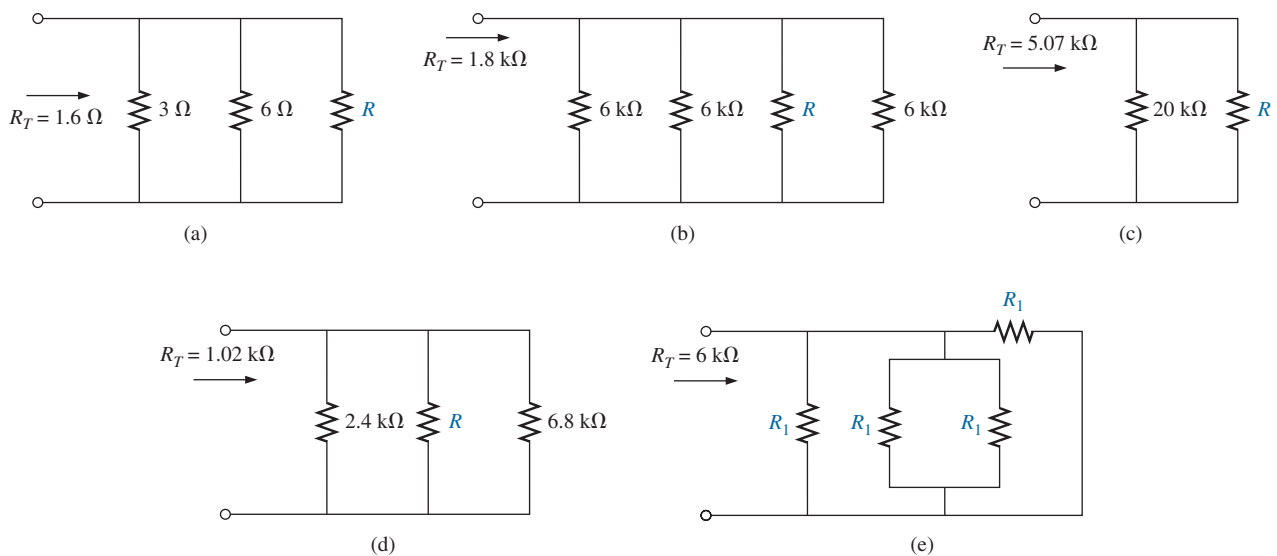 R_T = 1.6 Ω
3 Ω
6 Ω
R
(a)
R_T = 1.8 kΩ
6 kΩ
6 kΩ
R
6 kΩ
(b)
R_T = 5.07 kΩ
20 kΩ
R
(c)
R_T = 1.02 kΩ
2.4 kΩ
R
6.8 kΩ
(d)
R_1
R_T = 6 kΩ
R_1
R_1
R_1
(e)